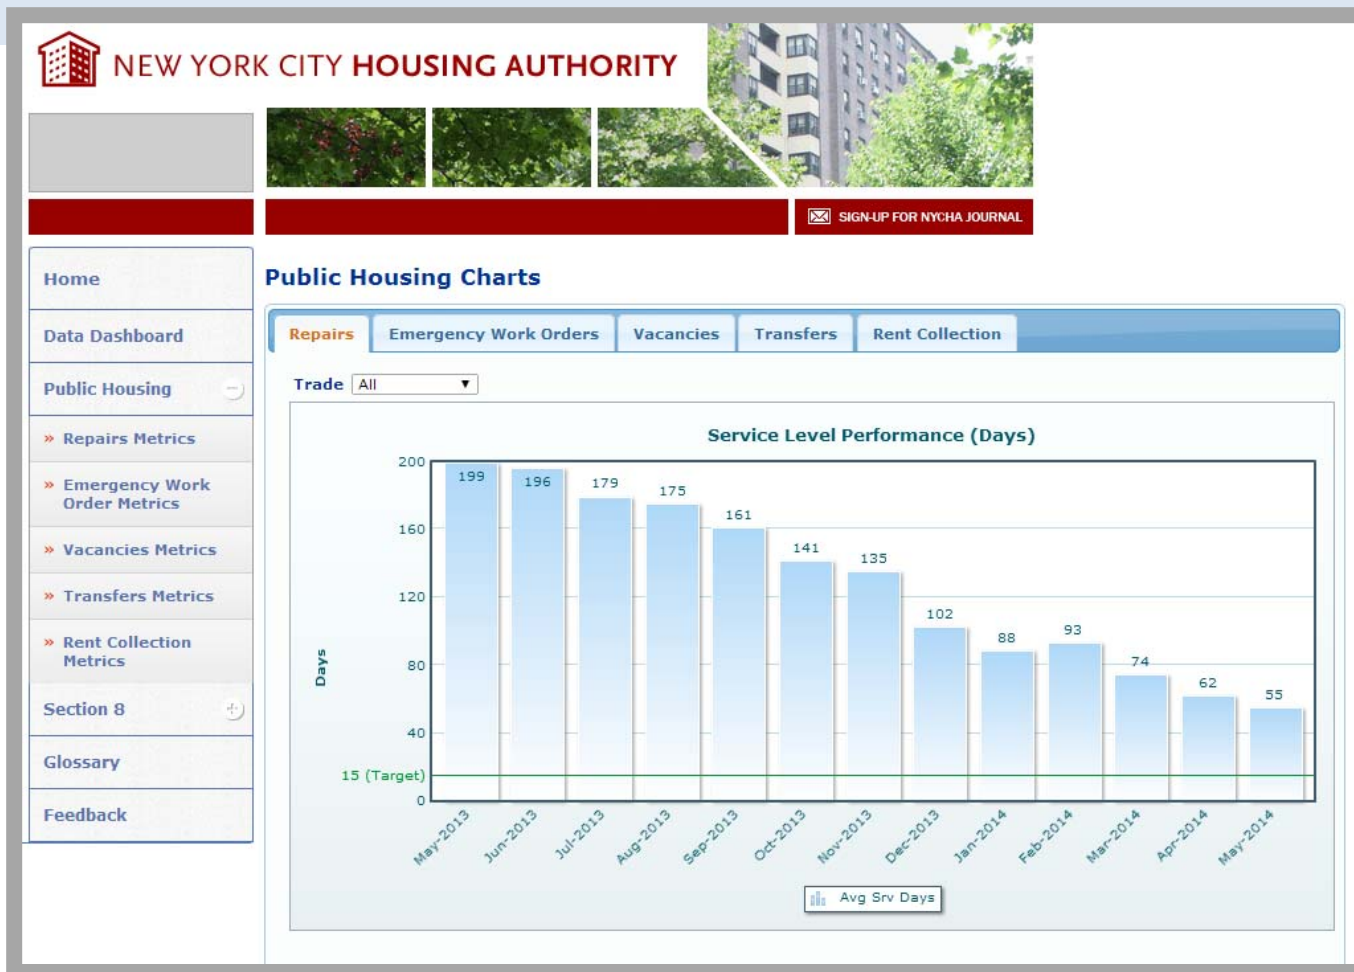 NEW YORK CITY HOUSING AUTHORITY
SIGN-UP FOR NYCHA JOURNAL
Home
Data Dashboard
Public Housing
» Repairs Metrics
» Emergency Work
Order Metrics
» Vacancies Metrics
» Transfers Metrics
» Rent Collection
Metrics
Section 8
Glossary
Feedback
Public Housing Charts
Repairs Emergency Work Orders Vacancies Transfers Rent Collection
Trade All
Service Level Performance (Days)
Days
200
160
120
80
40
15 (Target)
0
199 196 179 175 161 141 135 102 88 93 74 62 55
May-2013 Jun-2013 Jul-2013 Aug-2013 Sep-2013 Oct-2013 Nov-2013 Dec-2013 Jan-2014 Feb-2014 Mar-2014 Apr-2014 May-2014
Avg Srv Days